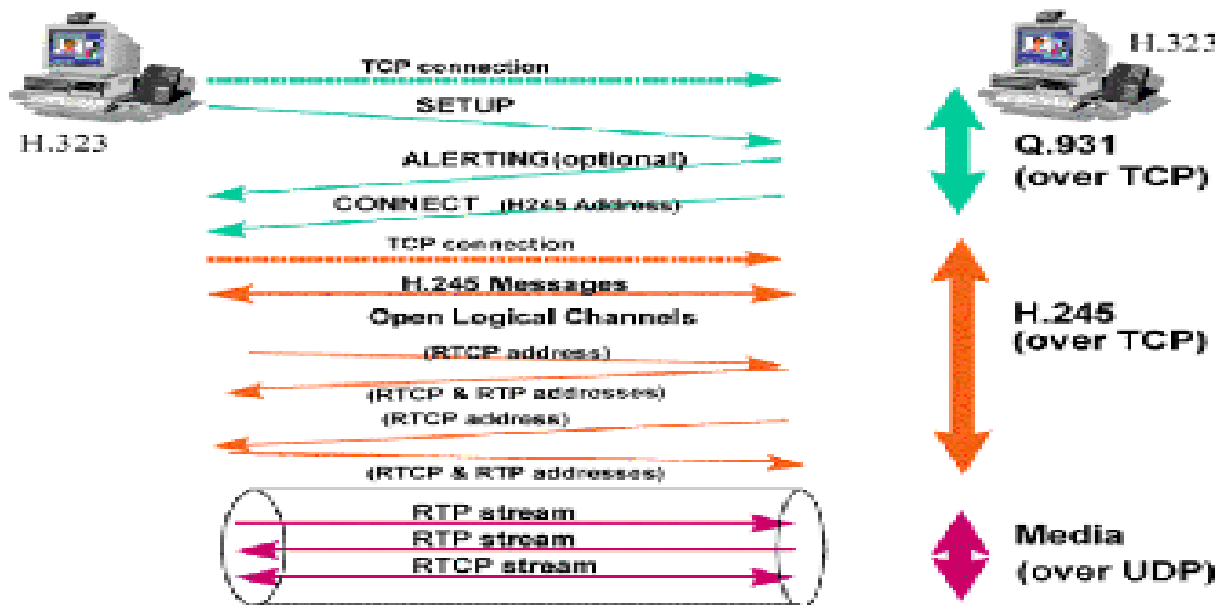 H.323
H.323
TCP connection
SETUP
ALERTING(optional)
CONNECT (H245 Address)
Q.931
(over TCP)
TCP connection
H.245 Messages
Open Logical Channels
(RTCP address)
(RTCP & RTP addresses)
(RTCP address)
(RTCP & RTP addresses)
H.245
(over TCP)
RTP stream
RTP stream
RTCP stream
Media
(over UDP)